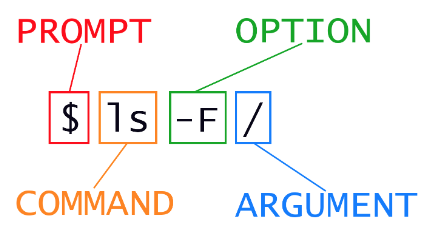 PROMPT OPTION
$ ls -F /
COMMAND ARGUMENT